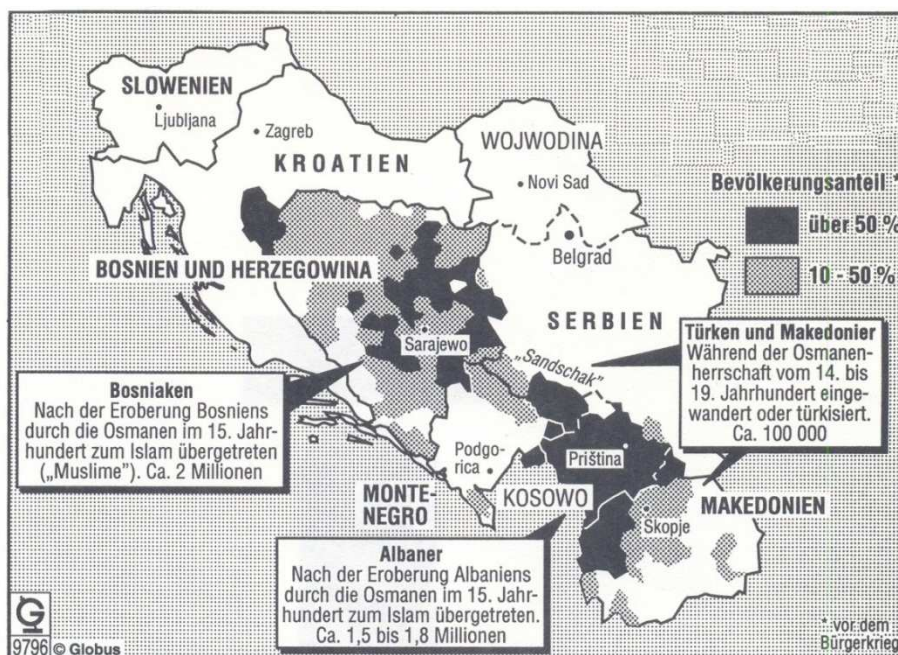 SLOWENIEN
Ljubljana
Zagreb
KROATIEN
WOJWODINA
Novi Sad
Belgrad
BOSNIEN UND HERZEGOWINA
Sarajewo
SERBIEN
„Sandschak"
Podgo-
rica
MONTE-
NEGRO
Priština
KOSOWO
Skopje
MAKEDONIEN
Bevölkerungsanteil *
über 50 %
10 - 50 %
Türken und Makedonier
Während der Osmanen-
herrschaft vom 14. bis
19. Jahrhundert einge-
wandert oder türkisiert.
Ca. 100 000
Bosniaken
Nach der Eroberung Bosniens
durch die Osmanen im 15. Jahr-
hundert zum Islam übergetreten
(„Muslime"). Ca. 2 Millionen
Albaner
Nach der Eroberung Albaniens
durch die Osmanen im 15. Jahr-
hundert zum Islam übergetreten.
Ca. 1,5 bis 1,8 Millionen
* vor dem
Bürgerkrieg
G
9796 © Globus